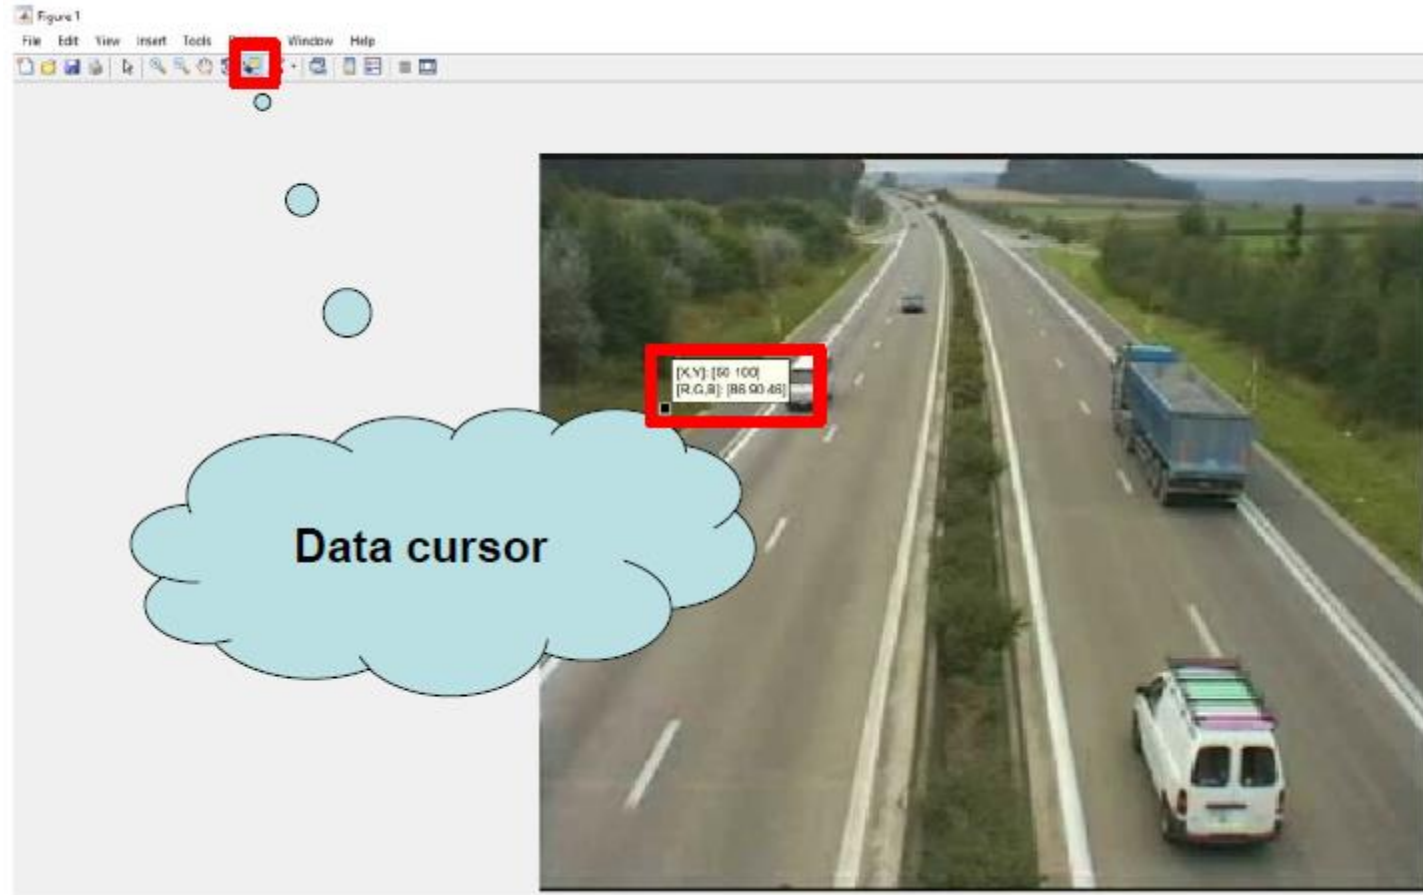 Figure 1
File Edit View Insert Tools Window Help
[X,Y]: [50 100]
[R,G,B]: [86 90 46]
Data cursor